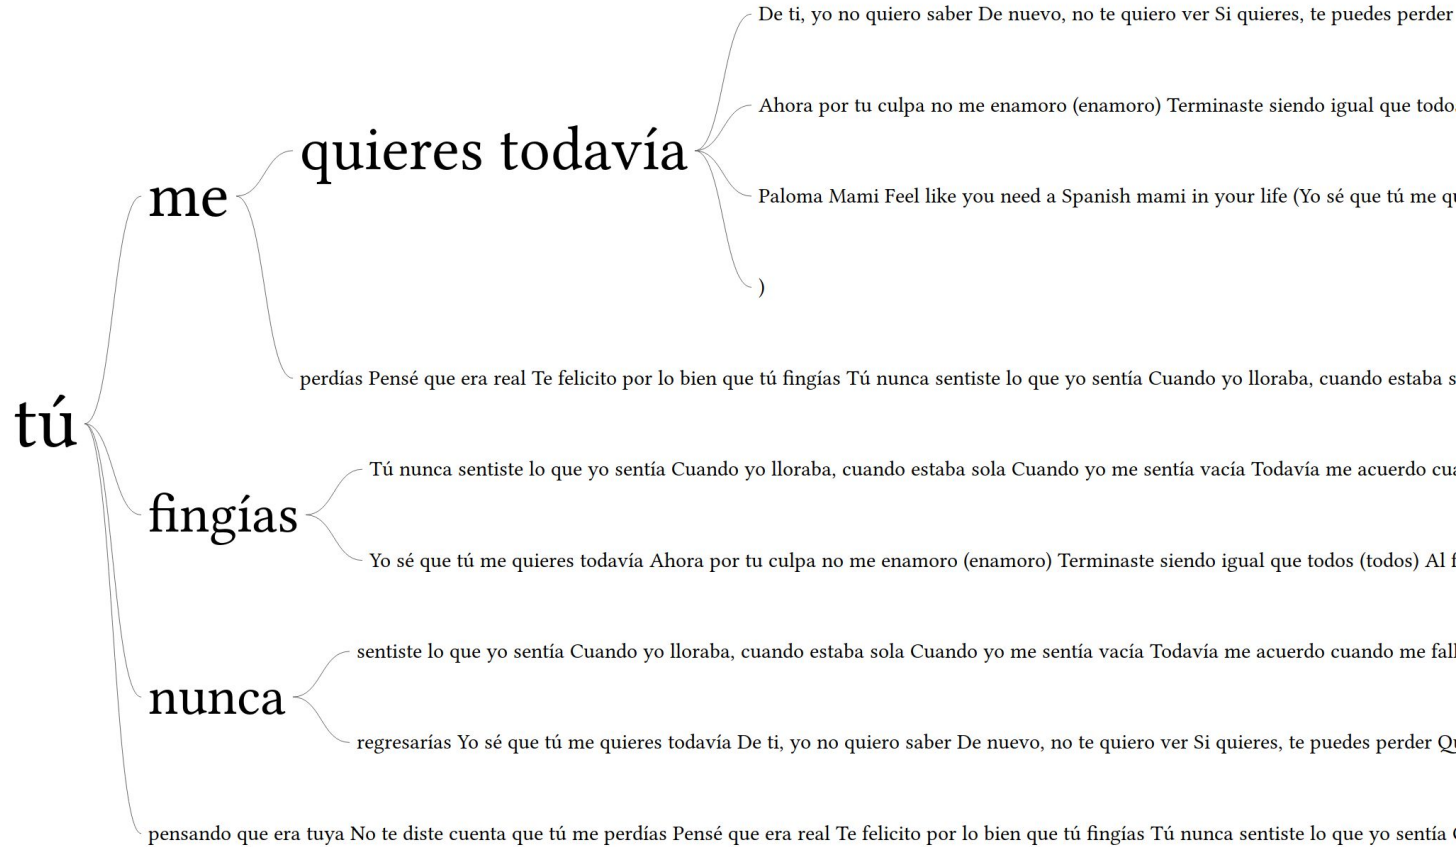 De ti, yo no quiero saber De nuevo, no te quiero ver Si quieres, te puedes perder
Ahora por tu culpa no me enamoro (enamoro) Terminaste siendo igual que todo
quieres todavía
me
Paloma Mami Feel like you need a Spanish mami in your life (Yo sé que tú me
)
perdías Pensé que era real Te felicito por lo bien que tú fingías Tú nunca sentiste lo que yo sentía Cuando yo lloraba, cuando estaba
tú
Tú nunca sentiste lo que yo sentía Cuando yo lloraba, cuando estaba sola Cuando yo me sentía vacía Todavía me acuerdo
fingías
Yo sé que tú me quieres todavía Ahora por tu culpa no me enamoro (enamoro) Terminaste siendo igual que todos (todos) Al
sentiste lo que yo sentía Cuando yo lloraba, cuando estaba sola Cuando yo me sentía vacía Todavía me acuerdo cuando me
nunca
regresarías Yo sé que tú me quieres todavía De ti, yo no quiero saber De nuevo, no te quiero ver Si quieres, te puedes perder
pensando que era tuya No te diste cuenta que tú me perdías Pensé que era real Te felicito por lo bien que tú fingías Tú nunca sentiste lo que yo sentía